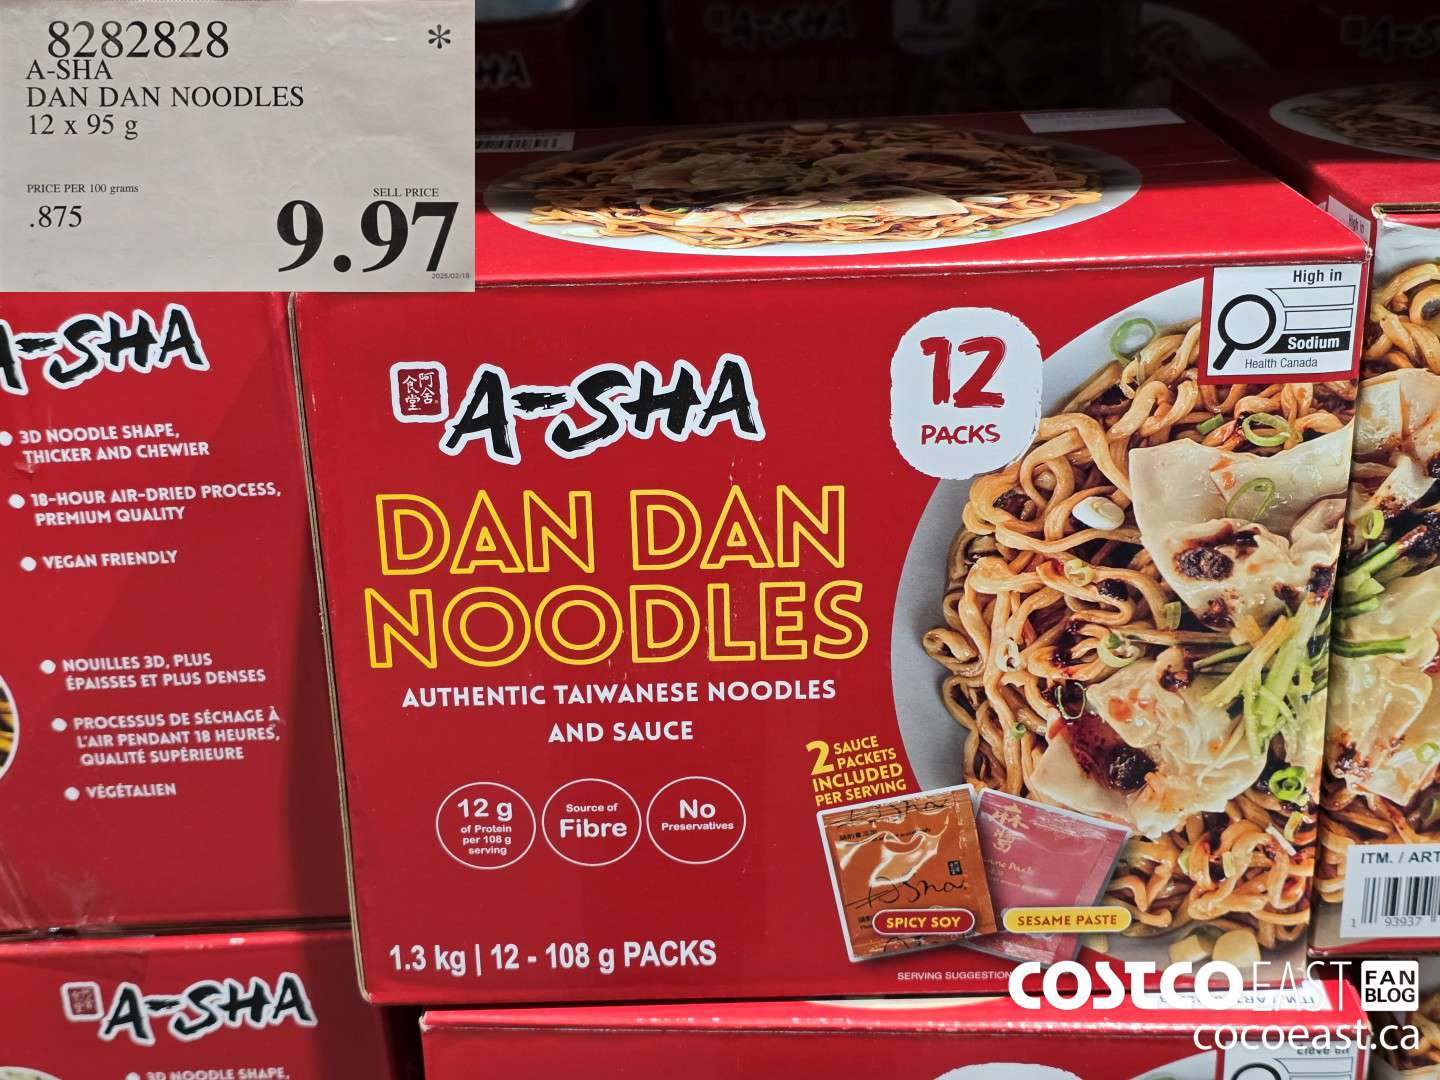 8282828 *
A-SHA
DAN DAN NOODLES
12 x 95 g
PRICE PER 100 grams
.875
SELL PRICE
9.97
2025/02/18
A-SHA
3D NOODLE SHAPE,
THICKER AND CHEWIER
18-HOUR AIR-DRIED PROCESS,
PREMIUM QUALITY
VEGAN FRIENDLY
NOUILLES 3D, PLUS
ÉPAISSES ET PLUS DENSES
PROCESSUS DE SÉCHAGE À
L'AIR PENDANT 18 HEURES,
QUALITÉ SUPÉRIEURE
VÉGÉTALIEN
A-SHA
3D NOODLE SHAPE,
阿舍食堂
A-SHA
12
PACKS
High in
Sodium
Health Canada
DAN DAN
NOODLES
AUTHENTIC TAIWANESE NOODLES
AND SAUCE
2 SAUCE
PACKETS
INCLUDED
PER SERVING
12 g
of Protein
per 108 g
serving
Source of
Fibre
No
Preservatives
麻醬
A-Sha
SPICY SOY
SESAME PASTE
1.3 kg | 12 - 108 g PACKS
SERVING SUGGESTION
ITM. / ART
1 93937
COSTCO EAST FAN
BLOG
cocoeast.ca